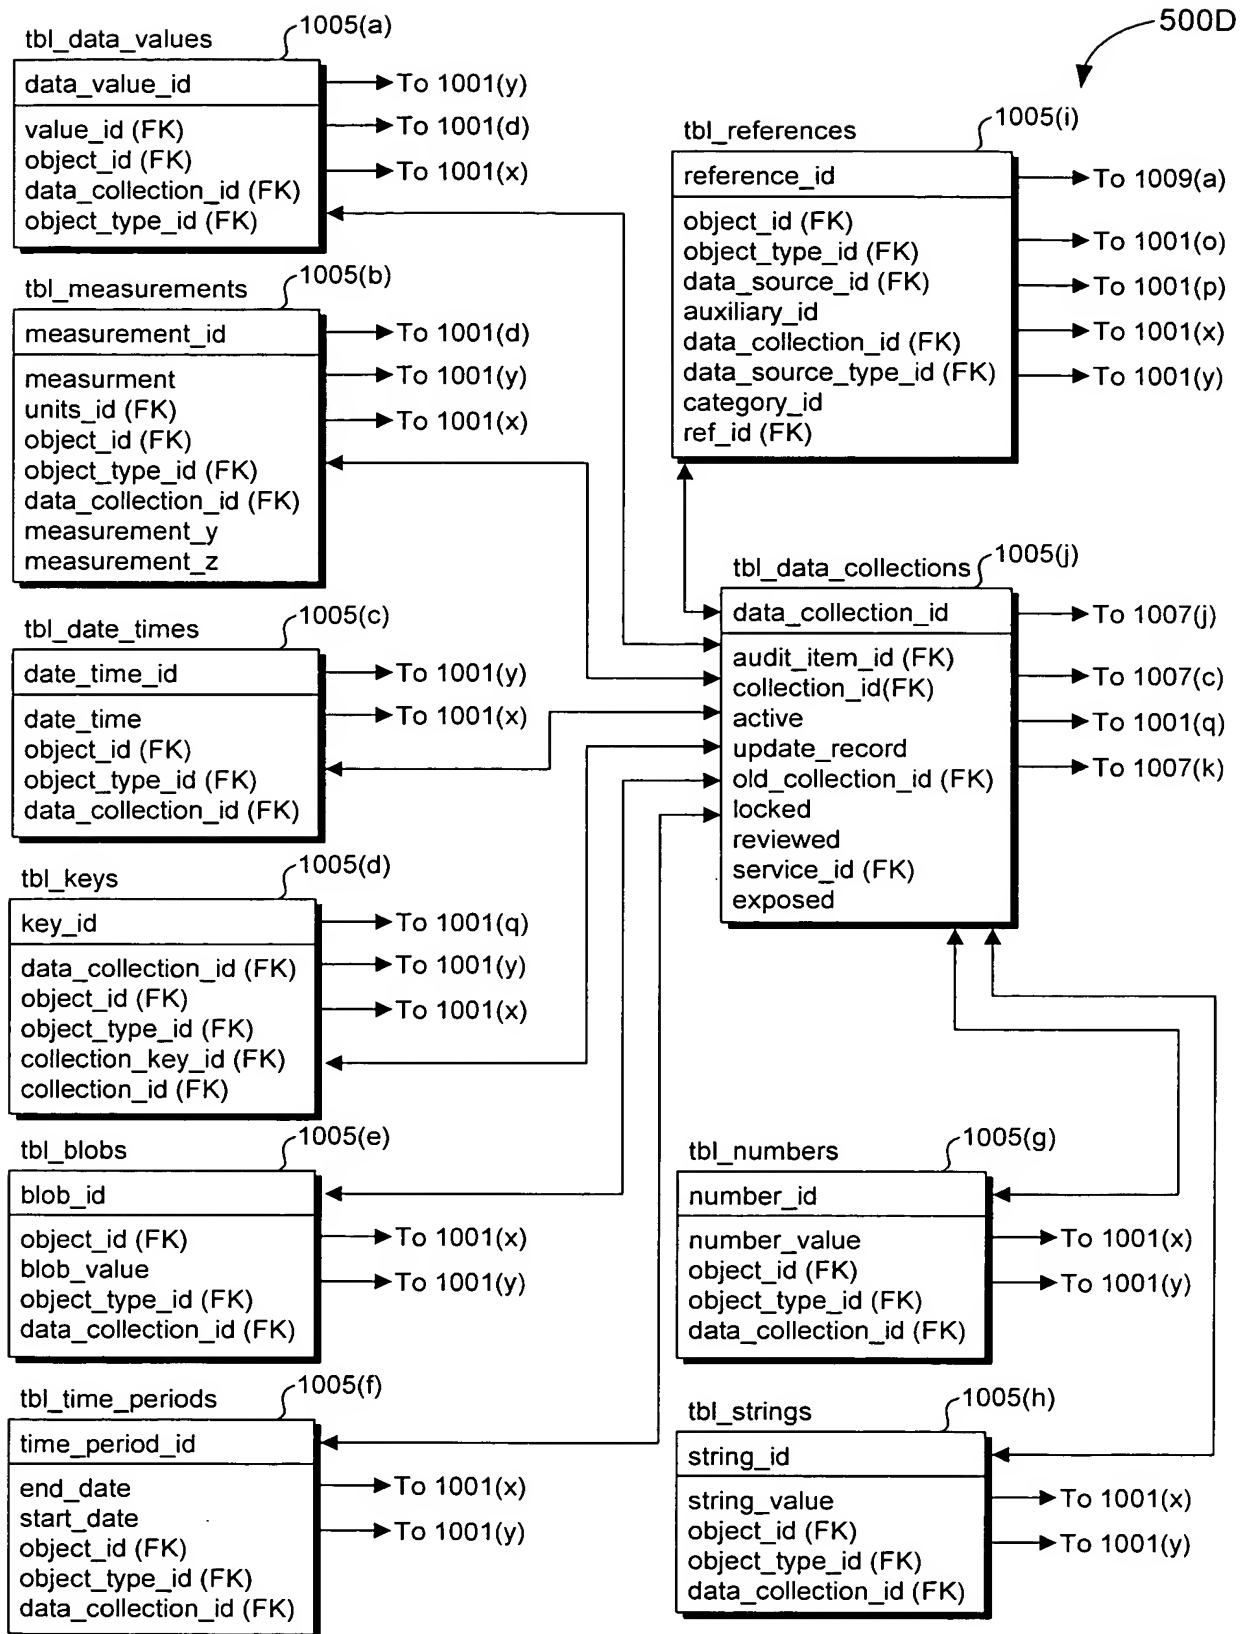 500D
tbl_data_values
1005(a)
data_value_id
value_id (FK)
object_id (FK)
data_collection_id (FK)
object_type_id (FK)
To 1001(y)
To 1001(d)
To 1001(x)
tbl_measurements
1005(b)
measurement_id
measurment
units_id (FK)
object_id (FK)
object_type_id (FK)
data_collection_id (FK)
measurement_y
measurement_z
To 1001(d)
To 1001(y)
To 1001(x)
tbl_date_times
1005(c)
date_time_id
date_time
object_id (FK)
object_type_id (FK)
data_collection_id (FK)
To 1001(y)
To 1001(x)
tbl_keys
1005(d)
key_id
data_collection_id (FK)
object_id (FK)
object_type_id (FK)
collection_key_id (FK)
collection_id (FK)
To 1001(q)
To 1001(y)
To 1001(x)
tbl_blobs
1005(e)
blob_id
object_id (FK)
blob_value
object_type_id (FK)
data_collection_id (FK)
To 1001(x)
To 1001(y)
tbl_time_periods
1005(f)
time_period_id
end_date
start_date
object_id (FK)
object_type_id (FK)
data_collection_id (FK)
To 1001(x)
To 1001(y)
tbl_references
1005(i)
reference_id
object_id (FK)
object_type_id (FK)
data_source_id (FK)
auxiliary_id
data_collection_id (FK)
data_source_type_id (FK)
category_id
ref_id (FK)
To 1009(a)
To 1001(o)
To 1001(p)
To 1001(x)
To 1001(y)
tbl_data_collections
1005(j)
data_collection_id
audit_item_id (FK)
collection_id(FK)
active
update_record
old_collection_id (FK)
locked
reviewed
service_id (FK)
exposed
To 1007(j)
To 1007(c)
To 1001(q)
To 1007(k)
tbl_numbers
1005(g)
number_id
number_value
object_id (FK)
object_type_id (FK)
data_collection_id (FK)
To 1001(x)
To 1001(y)
tbl_strings
1005(h)
string_id
string_value
object_id (FK)
object_type_id (FK)
data_collection_id (FK)
To 1001(x)
To 1001(y)